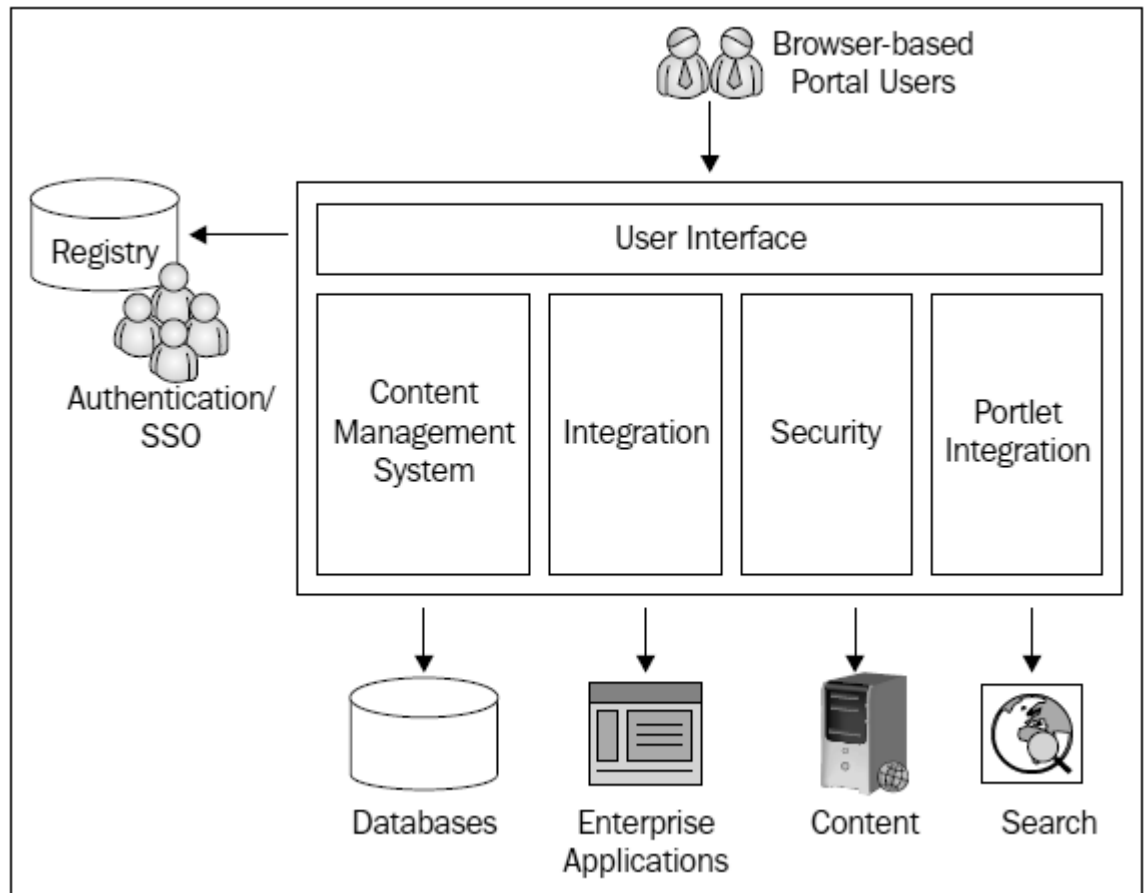 Browser-based
Portal Users
User Interface
Registry
Authentication/
SSO
Content
Management
System
Integration
Security
Portlet
Integration
Databases
Enterprise
Applications
Content
Search